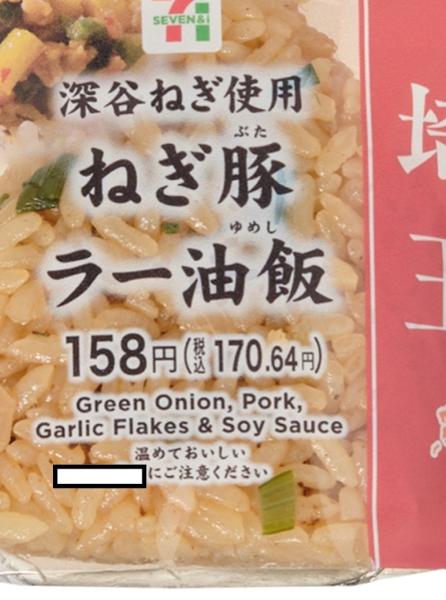 SEVEN&i
深谷ねぎ使用
ねぎ豚
ぶた
ラー油飯
ゆめし
158円(税込170.64円)
Green Onion, Pork,
Garlic Flakes & Soy Sauce
温めておいしい
にご注意ください